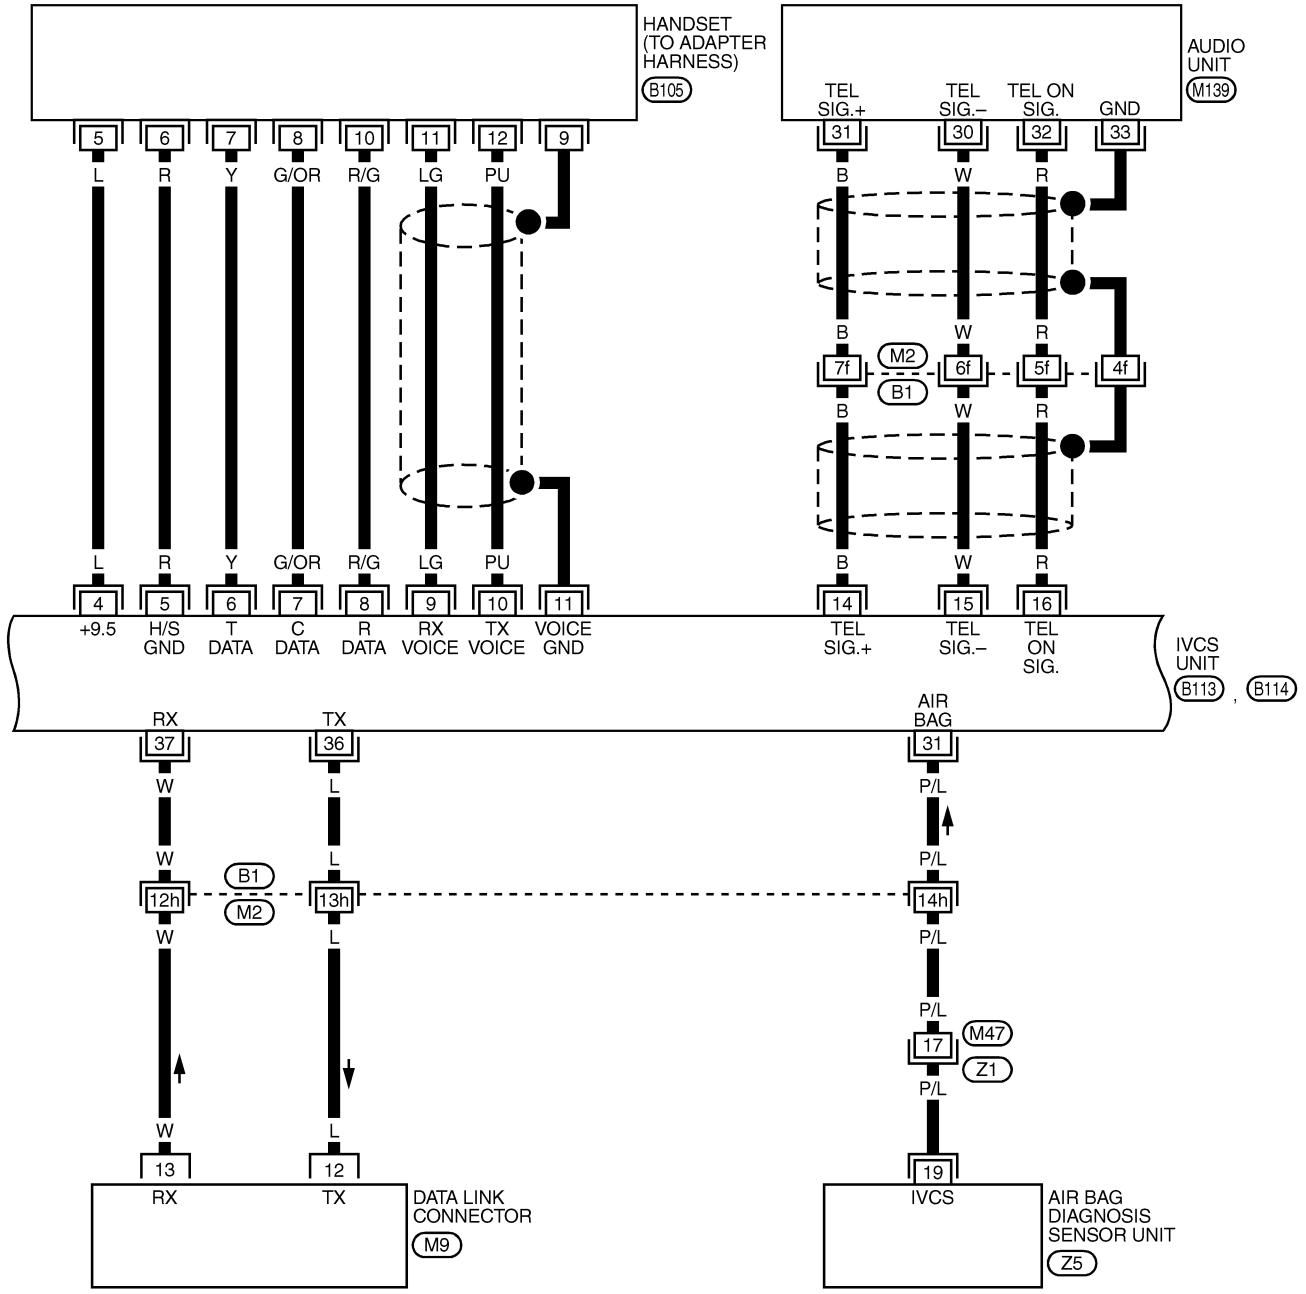 HANDSET
(TO ADAPTER
HARNESS)
B105
AUDIO
UNIT
M139
TEL
SIG.+
TEL
SIG.–
TEL ON
SIG.
GND
5 6 7 8 10 11 12 9
31 30 32 33
L R Y G/OR R/G LG PU
B W R
B W R
7f M2 6f 5f 4f
B1
B W R
L R Y G/OR R/G LG PU
B W R
4 5 6 7 8 9 10 11
14 15 16
+9.5
H/S
GND
T
DATA
C
DATA
R
DATA
RX
VOICE
TX
VOICE
VOICE
GND
TEL
SIG.+
TEL
SIG.–
TEL
ON
SIG.
IVCS
UNIT
B113 , B114
RX TX
AIR
BAG
37 36 31
W L P/L
W L P/L
B1
12h 13h 14h
M2
W L P/L
P/L
17 M47
Z1
P/L
W L
13 12 19
RX TX IVCS
DATA LINK
CONNECTOR
M9
AIR BAG
DIAGNOSIS
SENSOR UNIT
Z5